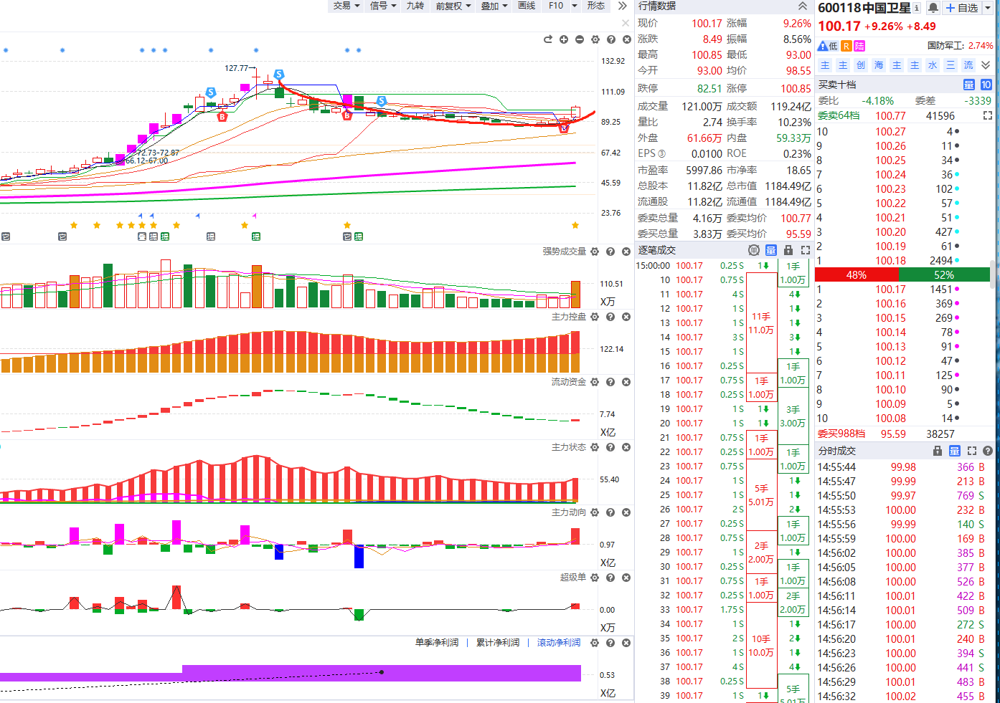 交易 信号 九转 前复权 叠加 画线 F10 形态
127.77→
72.73-72.87
66.12-67.00
S
B
B
S
S
132.92
111.09
89.25
67.42
45.59
23.76
强势成交量
110.51
X万
主力控盘
122.14
流动资金
7.74
X亿
主力状态
55.40
主力动向
0.97
X亿
超级单
0.00
X万
单季净利润 | 累计净利润 | 滚动净利润
0.53
X亿
行情数据
现价 100.17 涨幅 9.26%
涨跌 8.49 振幅 8.56%
最高 100.85 最低 93.00
今开 93.00 均价 98.55
跌停 82.51 涨停 100.85
成交量 121.00万 成交额 119.24亿
量比 2.74 换手率 10.23%
外盘 61.66万 内盘 59.33万
EPS③ 0.0100 ROE 0.23%
市盈率 5997.86 市净率 18.65
总股本 11.82亿 总市值 1184.49亿
流通股 11.82亿 流通值 1184.49亿
委卖总量 4.16万 委卖均价 100.77
委买总量 3.83万 委买均价 95.59
逐笔成交 单 量
15:00:00 100.17 0.25 S 1
10 100.17 0.75 S
11 100.17 4 S 4
12 100.17 1 S 1
13 100.17 1 S 1
14 100.17 3 S 3
15 100.17 1 S 1
16 100.17 0.25 S
17 100.17 0.75 S
18 100.17 0.25 S
19 100.17 1 S 1 1
20 100.17 1 S 1 1
21 100.17 0.75 S
22 100.17 0.25 S
23 100.17 0.75 S
24 100.17 1 S 1
25 100.17 1 S 1
26 100.17 2 S 2
27 100.17 0.25 S
28 100.17 0.75 S
29 100.17 1 S 1
30 100.17 0.25 S
31 100.17 0.75 S
32 100.17 0.25 S
33 100.17 1.75 S
34 100.17 1 S 1
35 100.17 2 S 2
36 100.17 1 S 1
37 100.17 4 S 4
38 100.17 0.25 S
39 100.17 1 S 1
11手
11.0万
1手
1.00万
1手
1.00万
5手
5.01万
2手
2.00万
1手
1.00万
10手
10.0万
1手
1.00万
1手
1.00万
3手
3.00万
1手
1.00万
1手
1.00万
1手
1.00万
2手
2.00万
5手
5.01万
600118中国卫星 自选
100.17 +9.26% +8.49
低 R 陆 国防军工: 2.74%
主 主 创 海 主 主 水 三 流
买卖十档 量 10
委比 -4.18% 委差 -3339
委卖64档 100.77 41596
10 100.27 4
9 100.26 11
8 100.25 34
7 100.24 36
6 100.23 102
5 100.22 57
4 100.21 51
3 100.20 427
2 100.19 61
1 100.18 2494
48% 52%
1 100.17 1451
2 100.16 369
3 100.15 269
4 100.14 78
5 100.13 91
6 100.12 47
7 100.11 125
8 100.10 90
9 100.09 5
10 100.08 14
委买988档 95.59 38257
分时成交 量
14:55:44 99.98 366 B
14:55:47 99.99 213 B
14:55:50 99.97 769 S
14:55:53 100.00 232 B
14:55:56 99.99 140 S
14:55:59 100.00 169 B
14:56:02 100.00 385 B
14:56:05 100.00 377 B
14:56:08 100.00 526 B
14:56:11 100.01 422 B
14:56:14 100.01 509 B
14:56:17 100.00 272 S
14:56:20 100.01 240 B
14:56:23 100.00 394 S
14:56:26 100.00 441 S
14:56:29 100.01 483 B
14:56:32 100.02 455 B